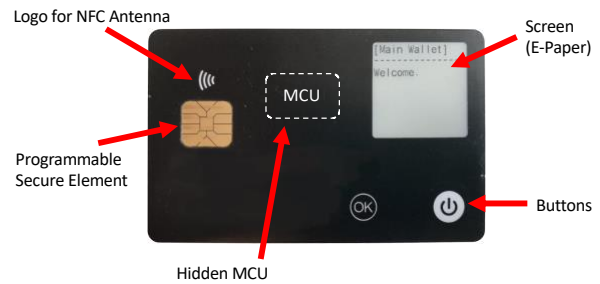 Logo for NFC Antenna
Screen
(E-Paper)
[Main Wallet]
Welcome.
MCU
Programmable
Secure Element
OK
Buttons
Hidden MCU